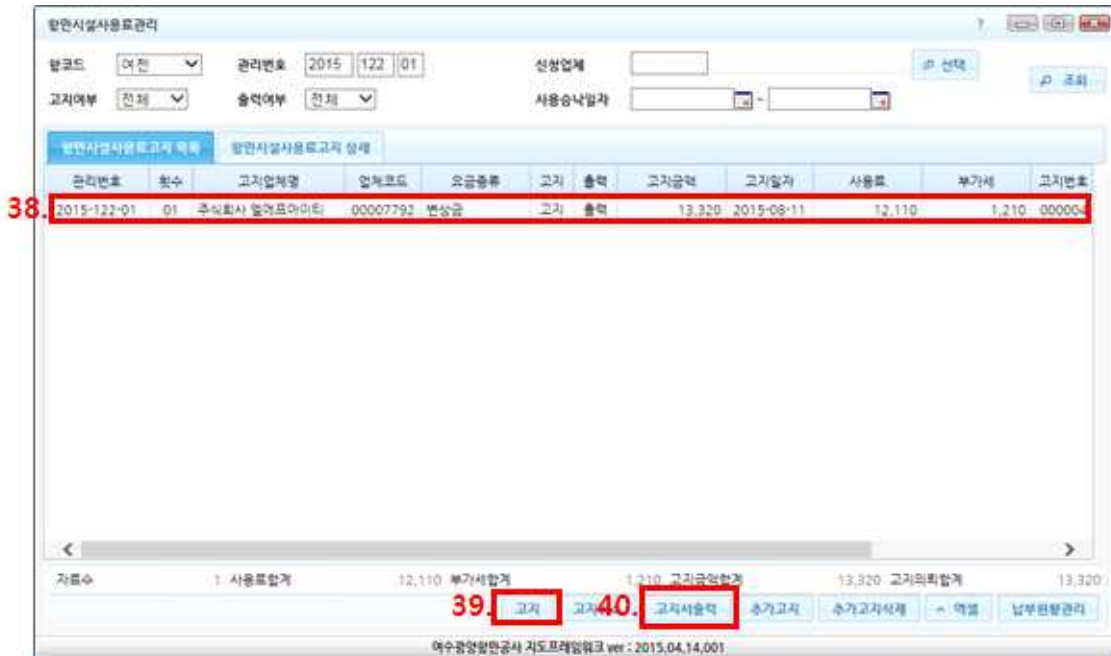 항만시설사용료관리 ?
항코드 여천 관리번호 2015 122 01 신청업체 선택 조회
고지여부 전체 출력여부 전체 사용승낙일자 -
항만시설사용료고지 목록 항만시설사용료고지 상세
관리번호 횟수 고지업체명 업체코드 요금종류 고지 출력 고지금액 고지일자 사용료 부가세 고지번호
38. 2015-122-01 01 주식회사 00007792 변상금 고지 출력 13,320 2015-08-11 12,110 1,210 000004
자료수 1 사용료합계 12,110 부가세합계 1,210 고지금액합계 13,320 고지의뢰합계 13,320
39. 고지 40. 고지서출력 추가고지 추가고지삭제 엑셀 납부현황관리
여수광양항만공사 지도프레임워크 ver : 2015.04.14.001